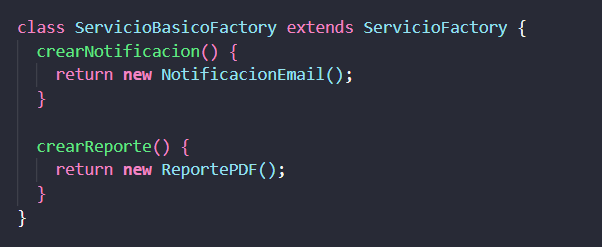 class ServicioBasicoFactory extends ServicioFactory {
  crearNotificacion() {
    return new NotificacionEmail();
  }

  crearReporte() {
    return new ReportePDF();
  }
}